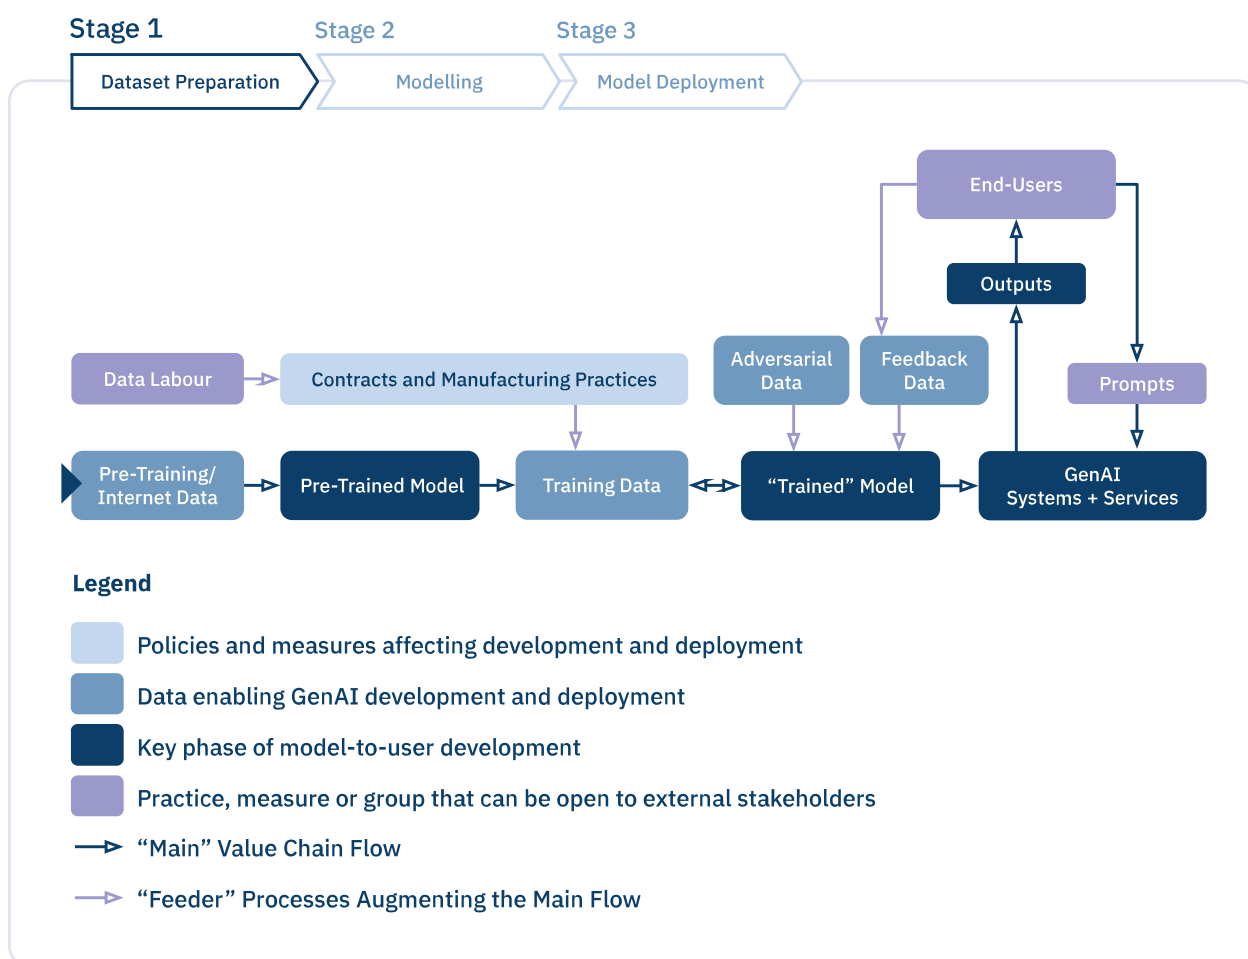 Stage 1
Stage 2
Stage 3
Dataset Preparation
Modelling
Model Deployment
End-Users
Outputs
Data Labour
Contracts and Manufacturing Practices
Adversarial
Data
Feedback
Data
Prompts
Pre-Training/
Internet Data
Pre-Trained Model
Training Data
“Trained” Model
GenAI
Systems + Services
Legend
Policies and measures affecting development and deployment
Data enabling GenAI development and deployment
Key phase of model-to-user development
Practice, measure or group that can be open to external stakeholders
“Main” Value Chain Flow
“Feeder” Processes Augmenting the Main Flow